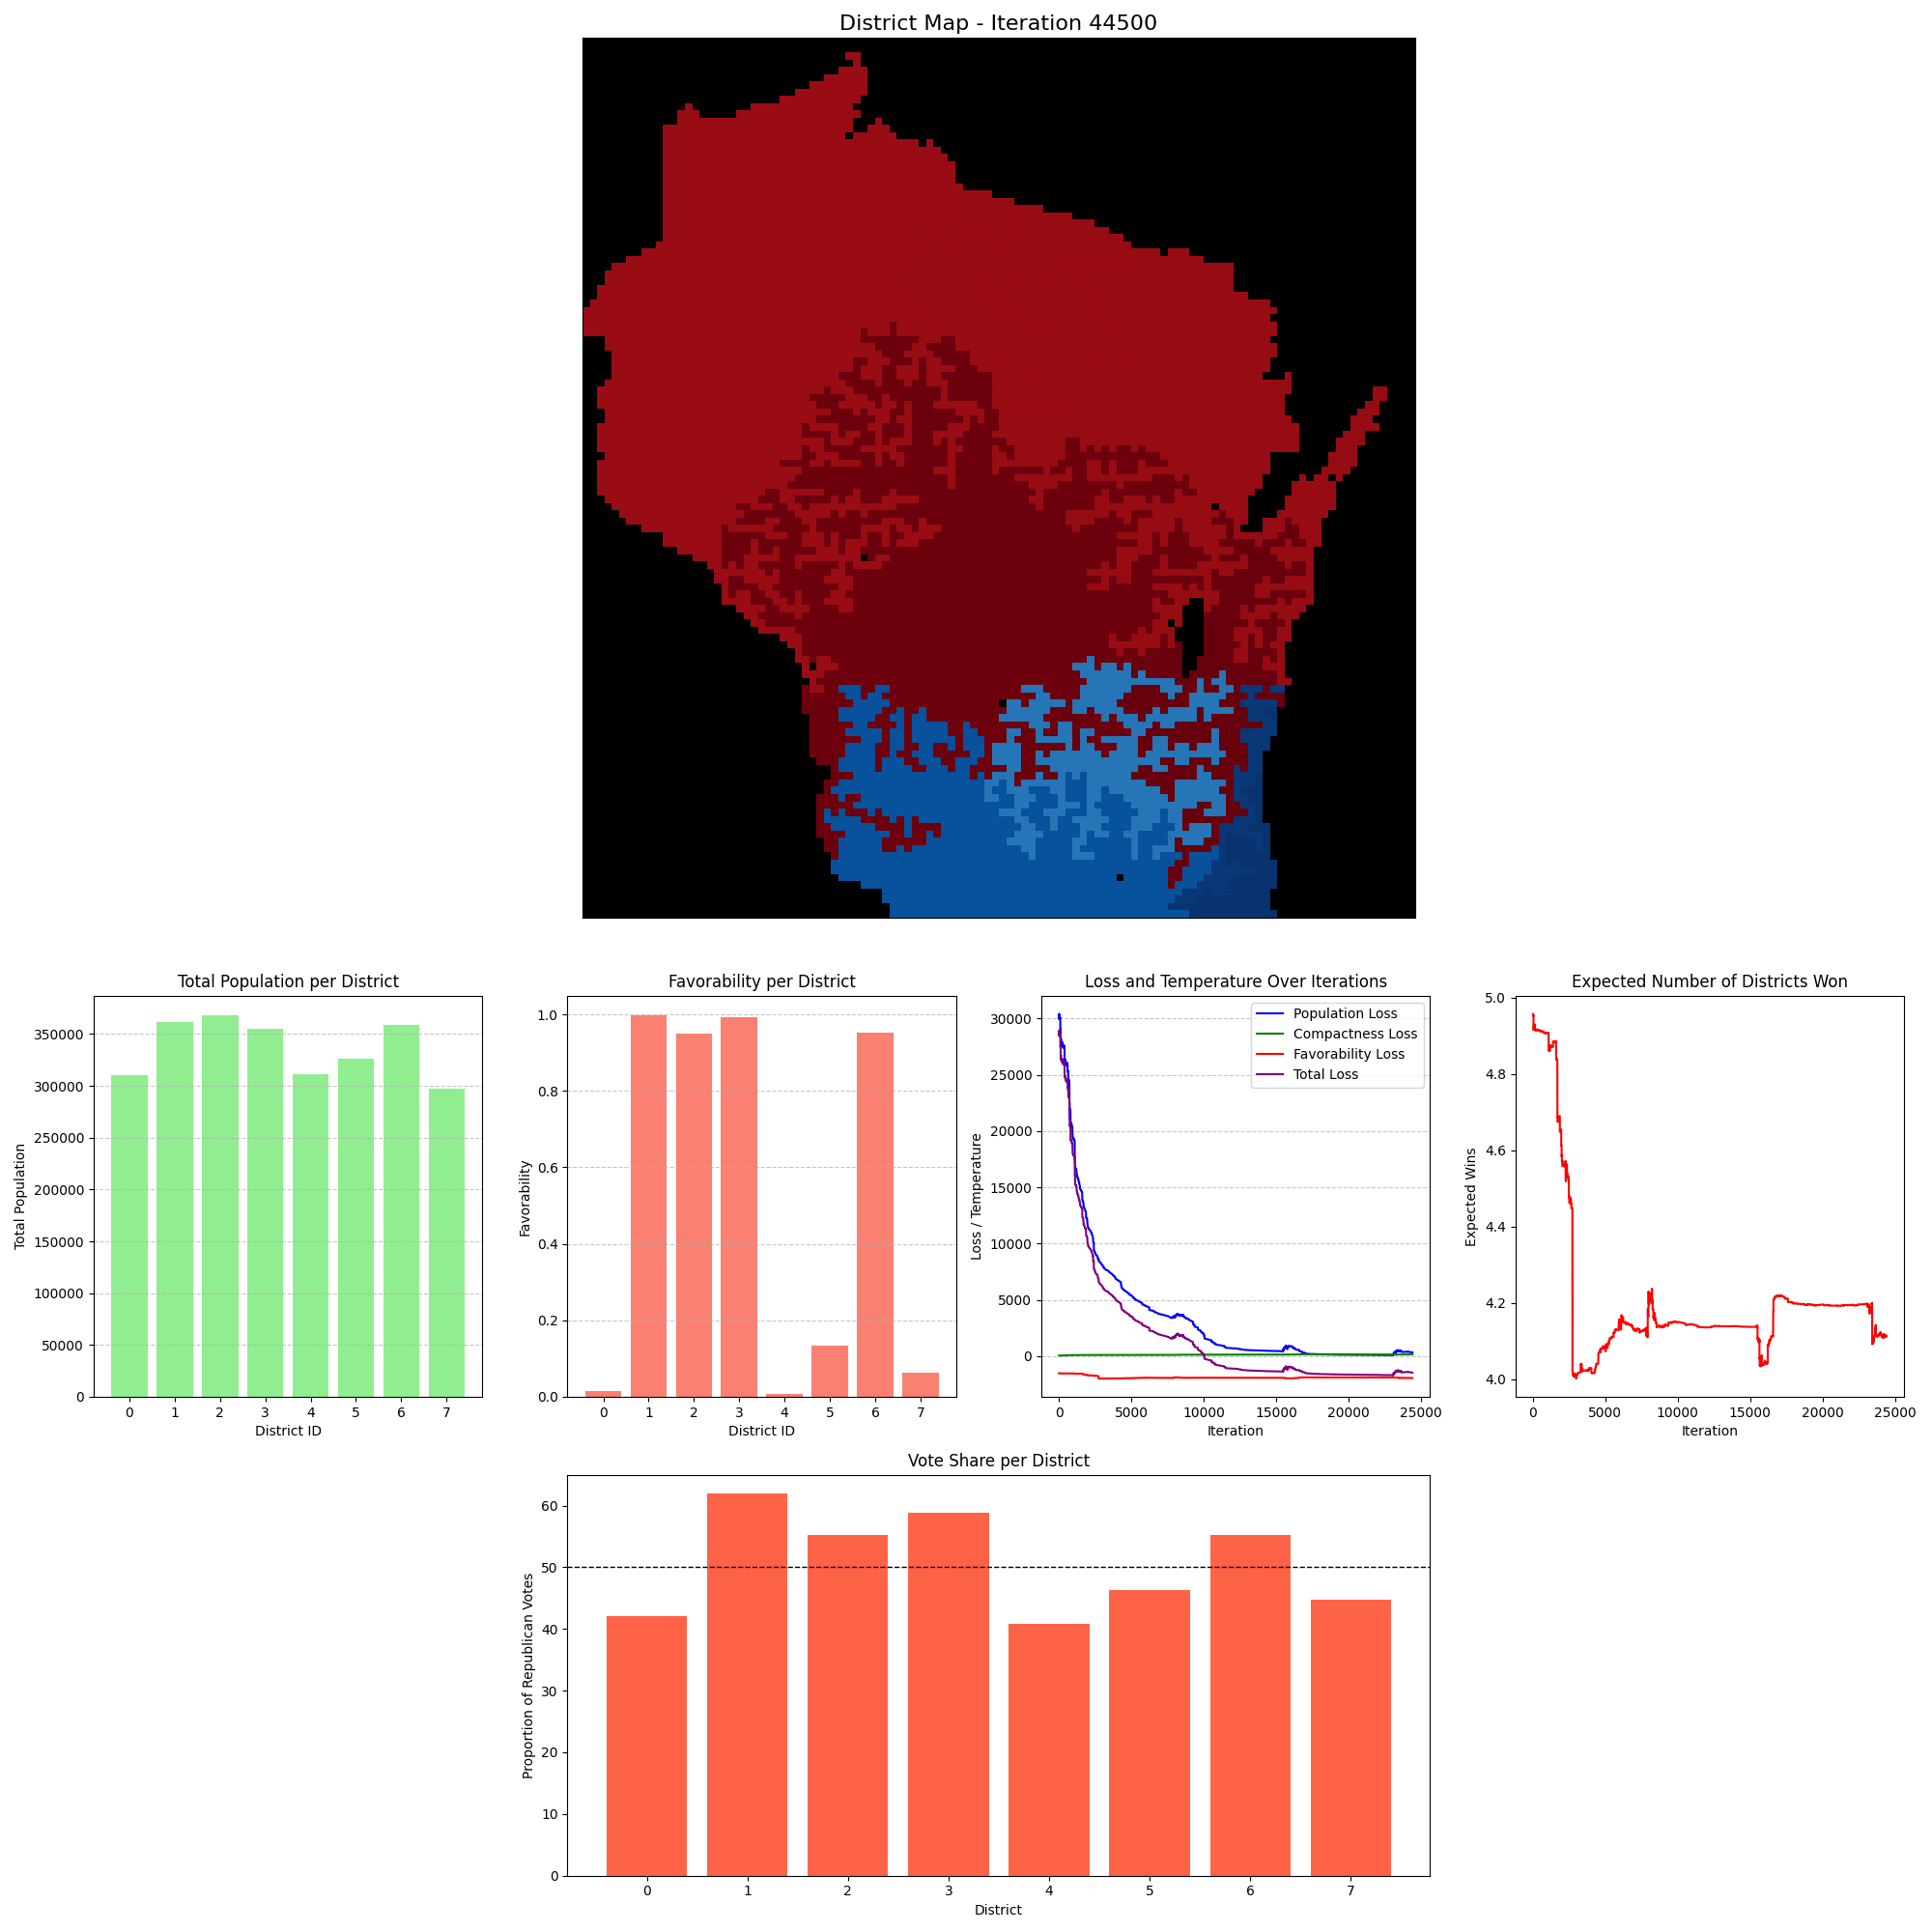 District Map - Iteration 44500
Total Population per District
Total Population
350000
300000
250000
200000
150000
100000
50000
0
0 1 2 3 4 5 6 7
District ID
Favorability per District
Favorability
1.0
0.8
0.6
0.4
0.2
0.0
0 1 2 3 4 5 6 7
District ID
Loss and Temperature Over Iterations
Loss / Temperature
30000
25000
20000
15000
10000
5000
0
Population Loss
Compactness Loss
Favorability Loss
Total Loss
0 5000 10000 15000 20000 25000
Iteration
Expected Number of Districts Won
Expected Wins
5.0
4.8
4.6
4.4
4.2
4.0
0 5000 10000 15000 20000 25000
Iteration
Vote Share per District
Proportion of Republican Votes
60
50
40
30
20
10
0
0 1 2 3 4 5 6 7
District